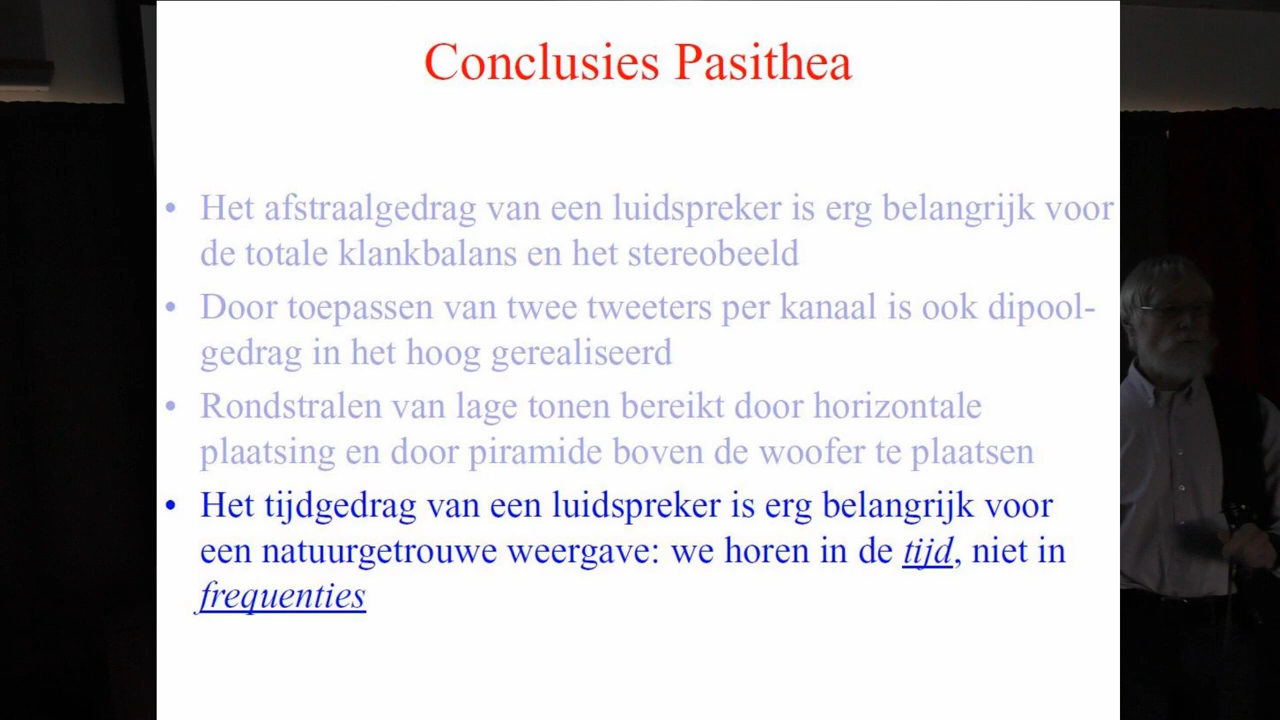 Conclusies Pasithea
• Het afstraalgedrag van een luidspreker is erg belangrijk voor
de totale klankbalans en het stereobeeld
• Door toepassen van twee tweeters per kanaal is ook dipool-
gedrag in het hoog gerealiseerd
• Rondstralen van lage tonen bereikt door horizontale
plaatsing en door piramide boven de woofer te plaatsen
• Het tijdgedrag van een luidspreker is erg belangrijk voor
een natuurgetrouwe weergave: we horen in de tijd, niet in
frequenties